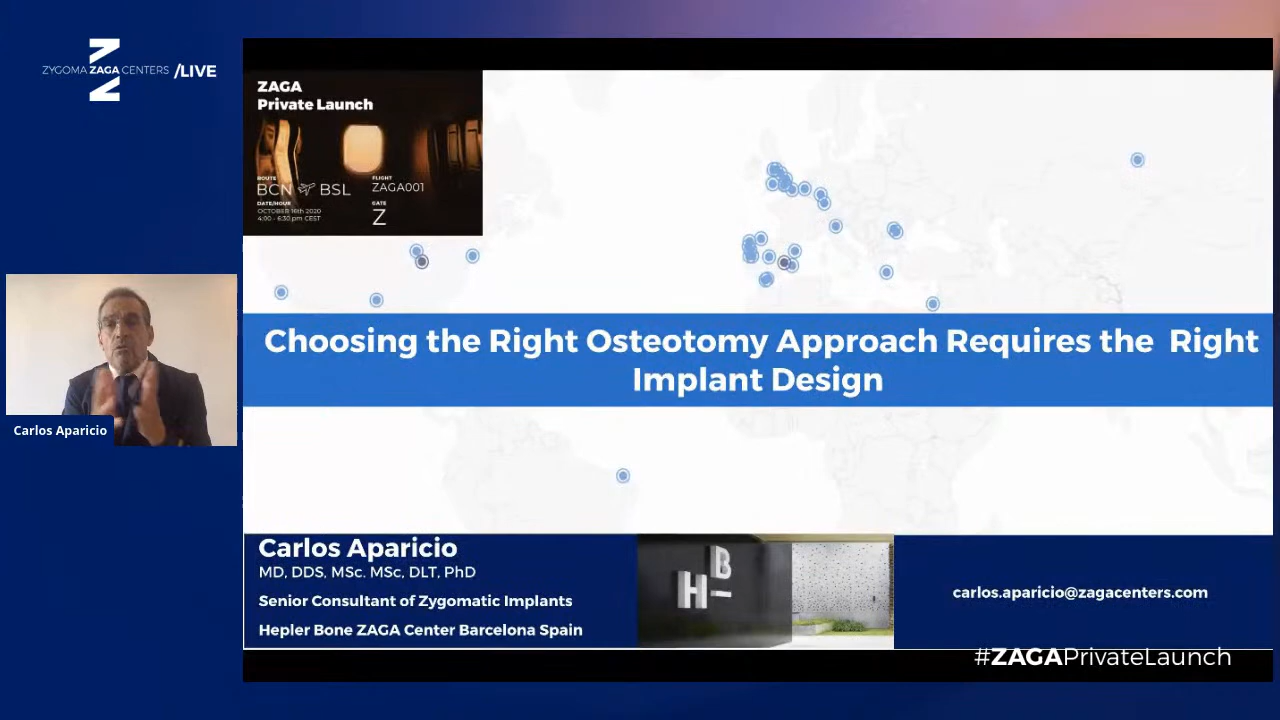 ZYGOMA ZAGA CENTERS /LIVE
ZAGA
Private Launch
ROUTE
BCN BSL
FLIGHT
ZAGA001
DATE/HOUR
OCTOBER 16th 2020
4:00 - 6:30 pm CEST
GATE
Z
Choosing the Right Osteotomy Approach Requires the Right
Implant Design
Carlos Aparicio
Carlos Aparicio
MD, DDS, MSc. MSc, DLT, PhD
Senior Consultant of Zygomatic Implants
Hepler Bone ZAGA Center Barcelona Spain
HB
carlos.aparicio@zagacenters.com
#ZAGAPrivateLaunch